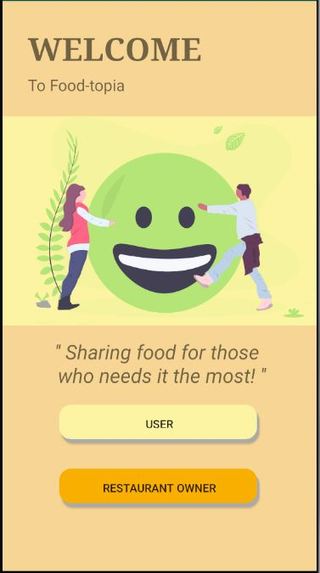 WELCOME
To Food-topia
" Sharing food for those
who needs it the most! "
USER
RESTAURANT OWNER